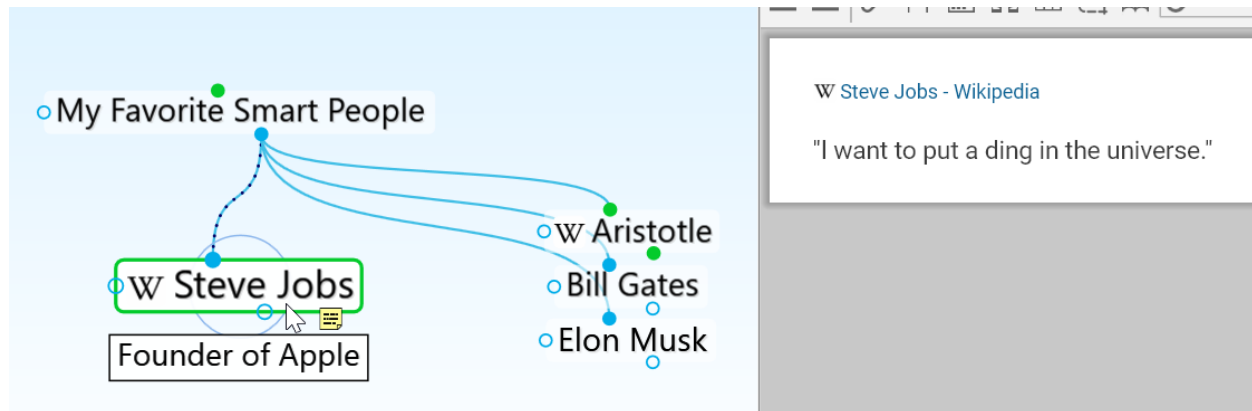 My Favorite Smart People
W Steve Jobs
Founder of Apple
W Aristotle
Bill Gates
Elon Musk
W Steve Jobs - Wikipedia
"I want to put a ding in the universe."